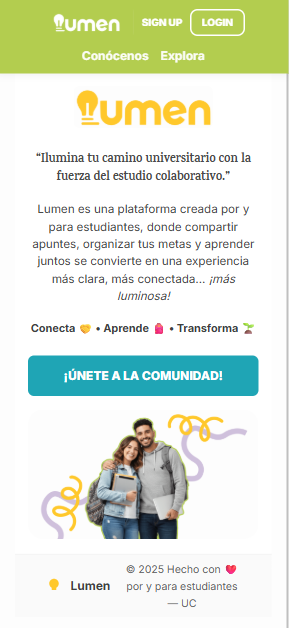 lumen
SIGN UP
LOGIN
Conócenos
Explora
lumen
“Ilumina tu camino universitario con la
fuerza del estudio colaborativo.”
Lumen es una plataforma creada por y
para estudiantes, donde compartir
apuntes, organizar tus metas y aprender
juntos se convierte en una experiencia
más clara, más conectada... ¡más
luminosa!
Conecta 🤝 • Aprende 🎒 • Transforma 🌱
¡ÚNETE A LA COMUNIDAD!
Lumen
© 2025 Hecho con ❤️
por y para estudiantes
— UC